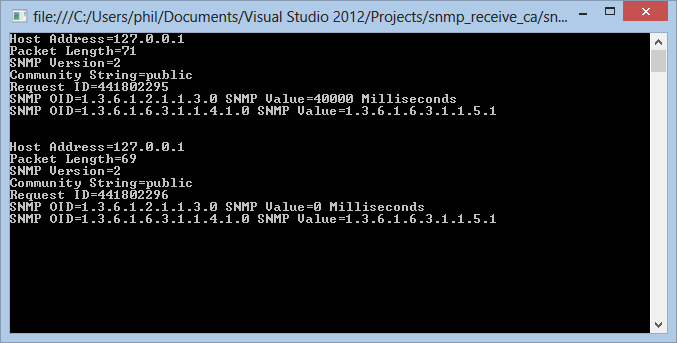 file:///C:/Users/phil/Documents/Visual Studio 2012/Projects/snmp_receive_ca/sn...
Host Address=127.0.0.1
Packet Length=71
SNMP Version=2
Community String=public
Request ID=441802295
SNMP OID=1.3.6.1.2.1.1.3.0 SNMP Value=40000 Milliseconds
SNMP OID=1.3.6.1.6.3.1.1.4.1.0 SNMP Value=1.3.6.1.6.3.1.1.5.1
Host Address=127.0.0.1
Packet Length=69
SNMP Version=2
Community String=public
Request ID=441802296
SNMP OID=1.3.6.1.2.1.1.3.0 SNMP Value=0 Milliseconds
SNMP OID=1.3.6.1.6.3.1.1.4.1.0 SNMP Value=1.3.6.1.6.3.1.1.5.1